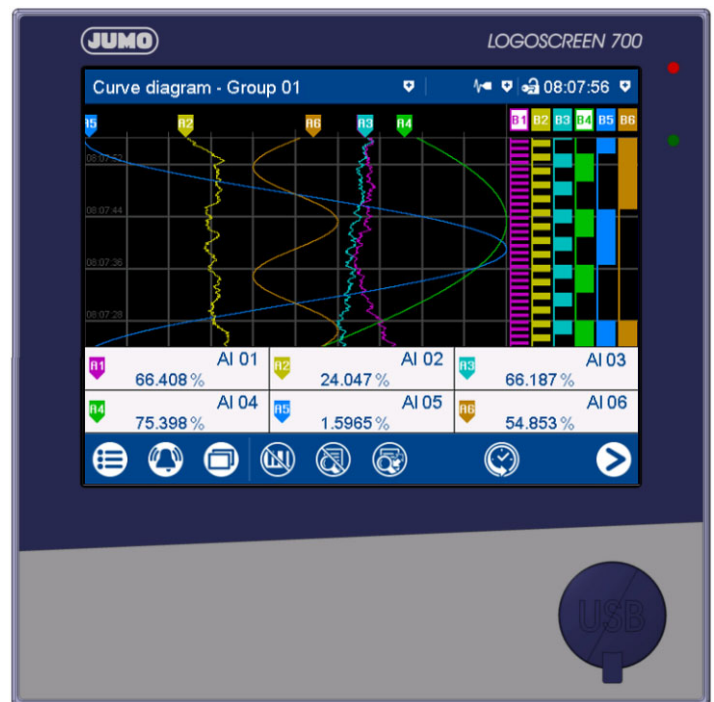 JUMO
LOGOSCREEN 700
Curve diagram - Group 01
08:07:56
A5 A2 A6 A3 A4 B1 B2 B3 B4 B5 B6
08:07:52
08:07:44
08:07:36
08:07:28
A1 AI 01
66.408 %
A2 AI 02
24.047 %
A3 AI 03
66.187 %
A4 AI 04
75.398 %
A5 AI 05
1.5965 %
A6 AI 06
54.853 %
USB